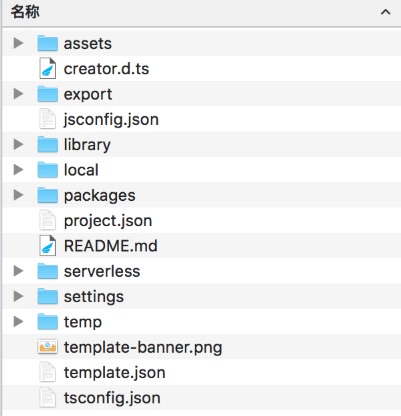 名称
assets
creator.d.ts
export
jsconfig.json
library
local
packages
project.json
README.md
serverless
settings
temp
template-banner.png
template.json
tsconfig.json